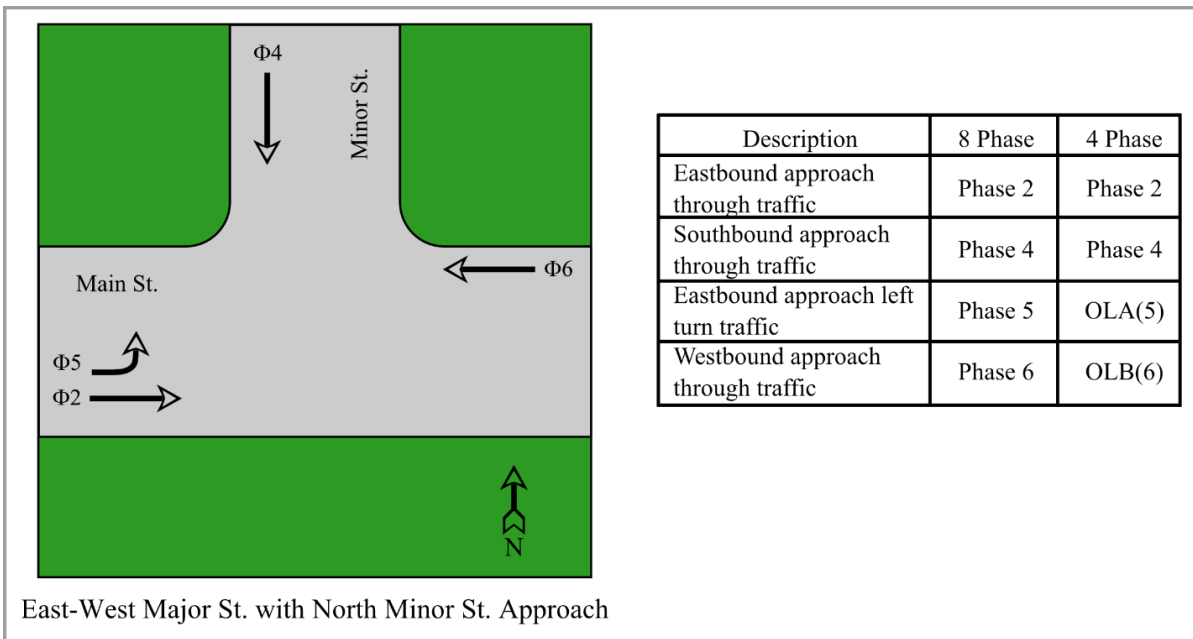 Φ4
Minor St.
Main St.
Φ6
Φ5
Φ2
N
East-West Major St. with North Minor St. Approach
Description 8 Phase 4 Phase
Eastbound approach
through traffic
Phase 2 Phase 2
Southbound approach
through traffic
Phase 4 Phase 4
Eastbound approach left
turn traffic
Phase 5 OLA(5)
Westbound approach
through traffic
Phase 6 OLB(6)